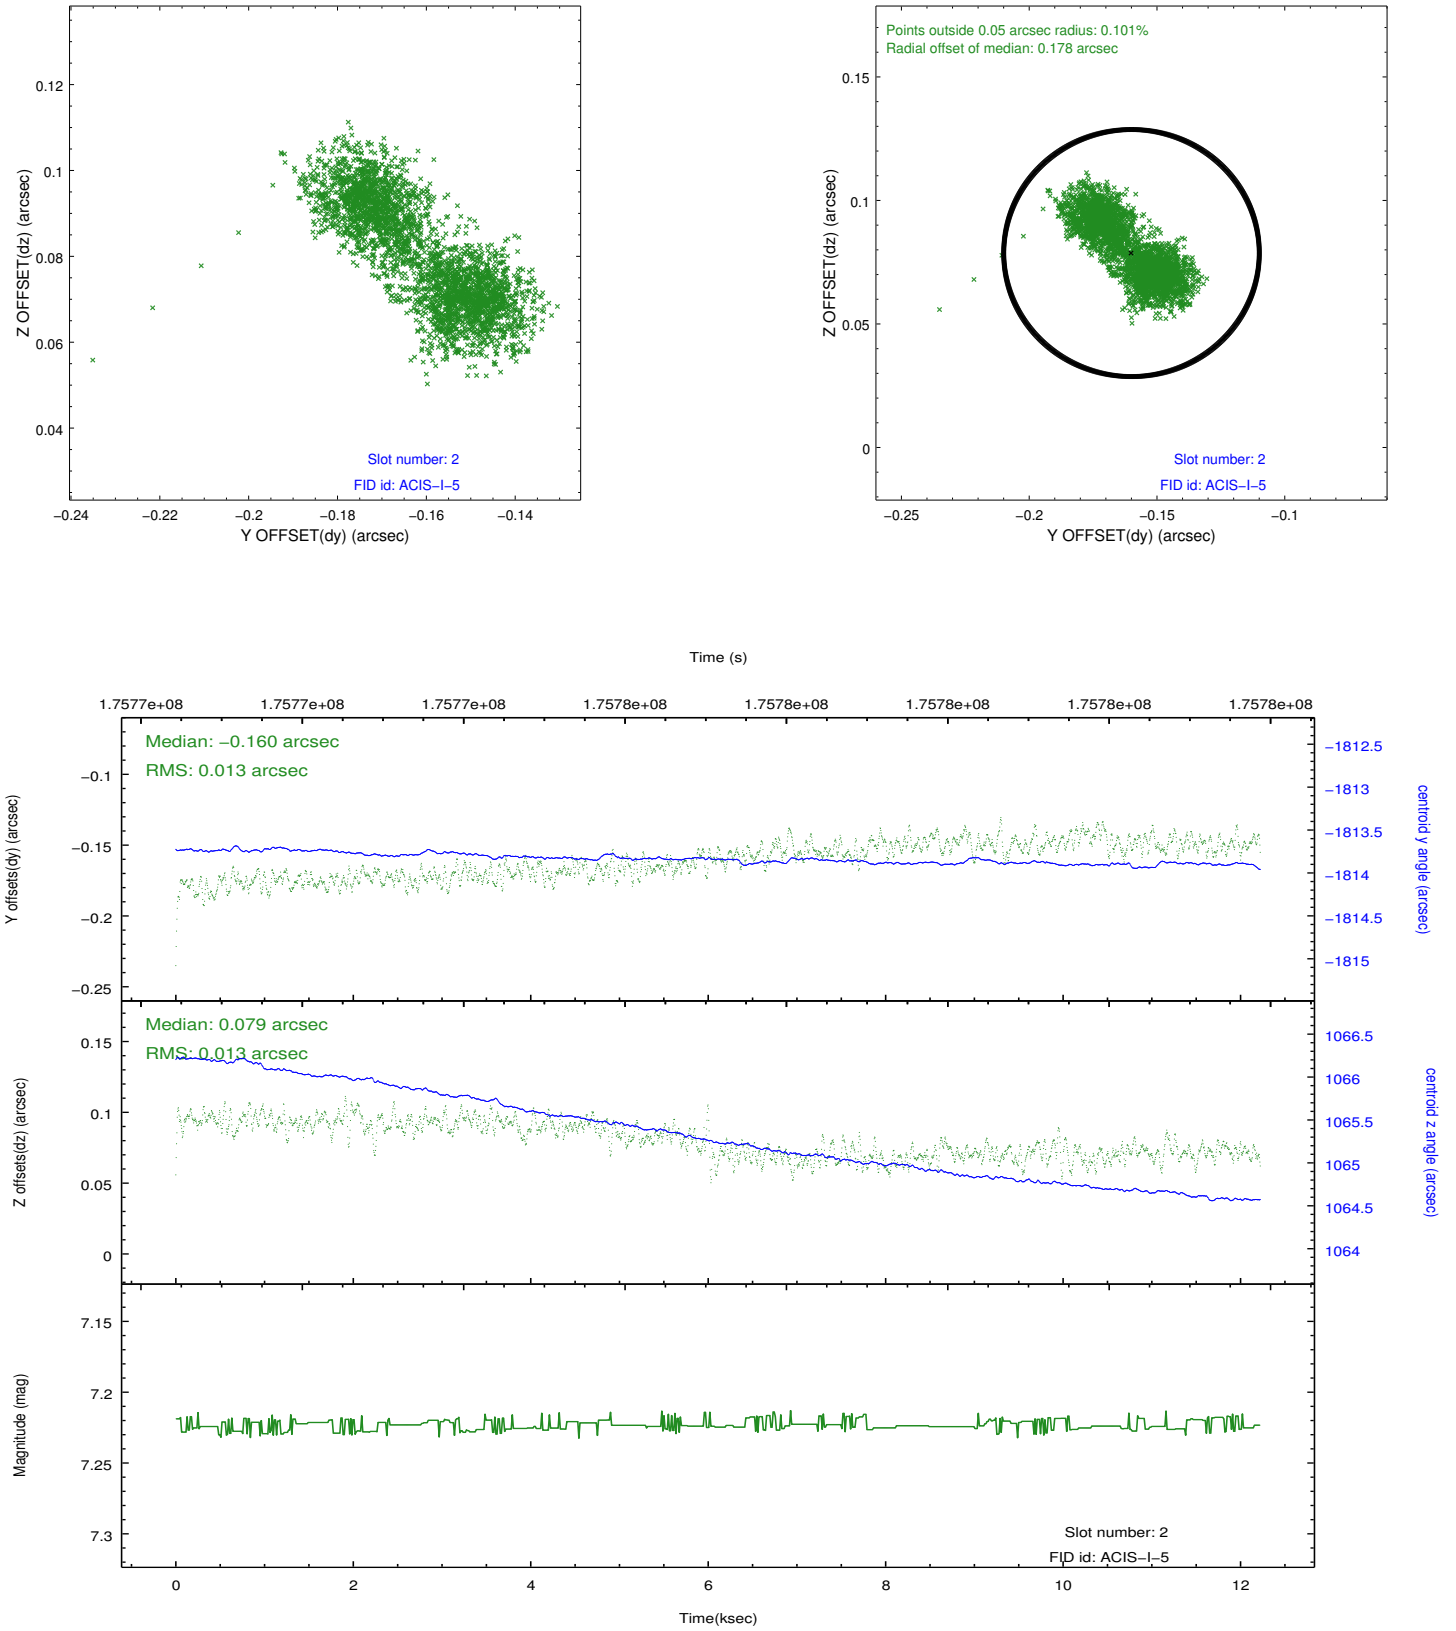 0.12
0.1
0.08
0.06
0.04
Z OFFSET(dz) (arcsec)
Slot number: 2
FID id: ACIS−I−5
−0.24 −0.22 −0.2 −0.18 −0.16 −0.14
Y OFFSET(dy) (arcsec)
Points outside 0.05 arcsec radius: 0.101%
Radial offset of median: 0.178 arcsec
0.15
0.1
0.05
0
Z OFFSET(dz) (arcsec)
Slot number: 2
FID id: ACIS−I−5
−0.25 −0.2 −0.15 −0.1
Y OFFSET(dy) (arcsec)
Time (s)
1.7577e+08 1.7577e+08 1.7577e+08 1.7578e+08 1.7578e+08 1.7578e+08 1.7578e+08 1.7578e+08
Median: −0.160 arcsec
RMS: 0.013 arcsec
−0.1
−0.15
−0.2
−0.25
Y offsets(dy) (arcsec)
−1812.5
−1813
−1813.5
−1814
−1814.5
−1815
centroid y angle (arcsec)
Median: 0.079 arcsec
RMS: 0.013 arcsec
0.15
0.1
0.05
0
Z offsets(dz) (arcsec)
1066.5
1066
1065.5
1065
1064.5
1064
centroid z angle (arcsec)
7.15
7.2
7.25
7.3
Magnitude (mag)
Slot number: 2
FID id: ACIS−I−5
0 2 4 6 8 10 12
Time(ksec)